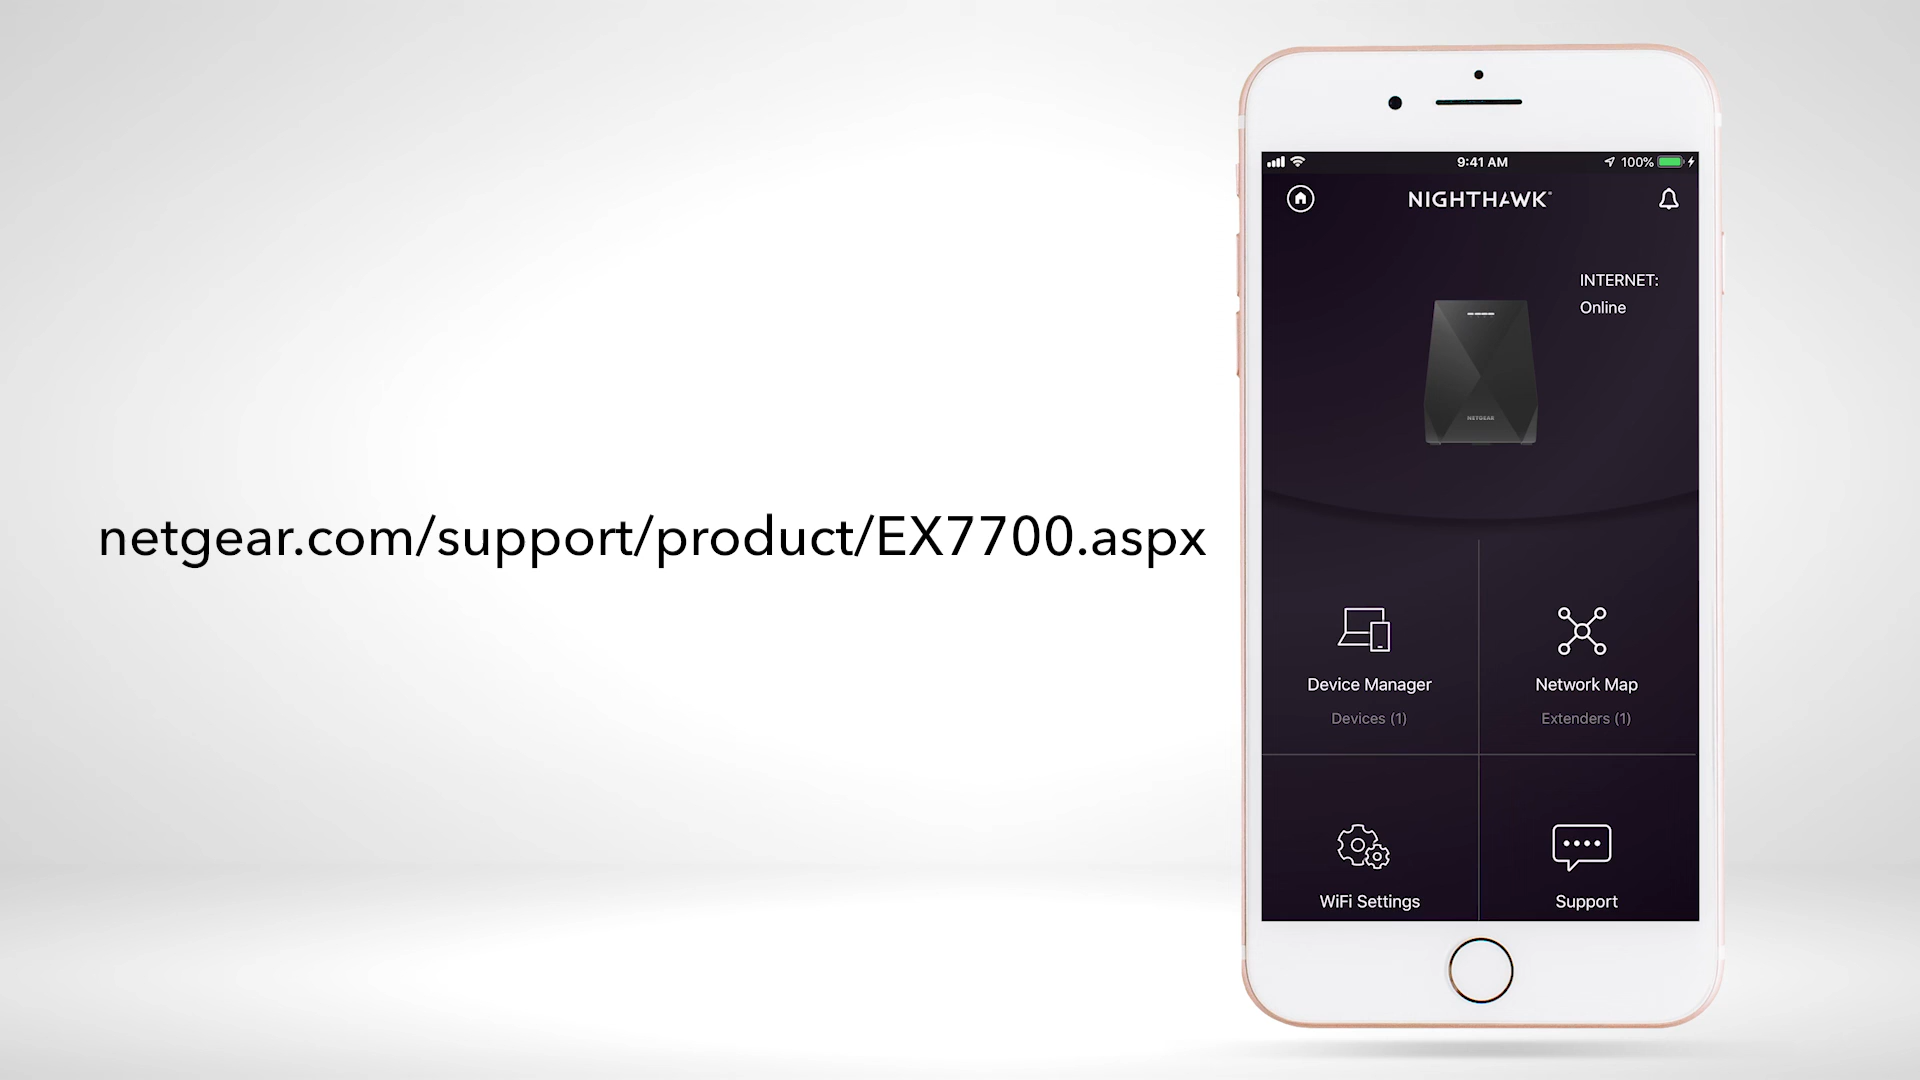 netgear.com/support/product/EX7700.aspx
9:41 AM
100%
NIGHTHAWK
INTERNET:
Online
NETGEAR
Device Manager
Devices (1)
Network Map
Extenders (1)
WiFi Settings
Support